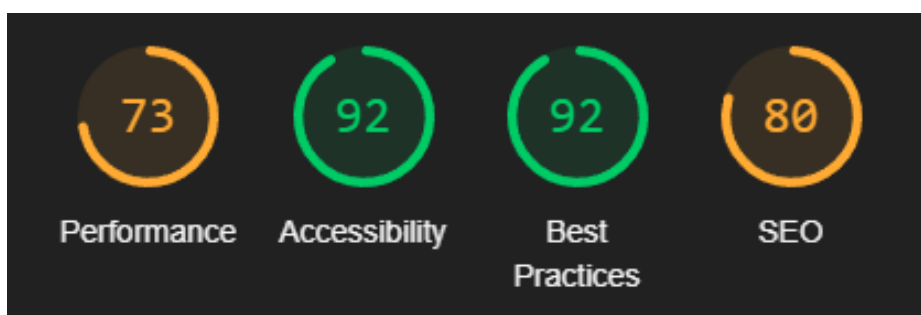 73
92
92
80
Performance
Accessibility
Best
Practices
SEO